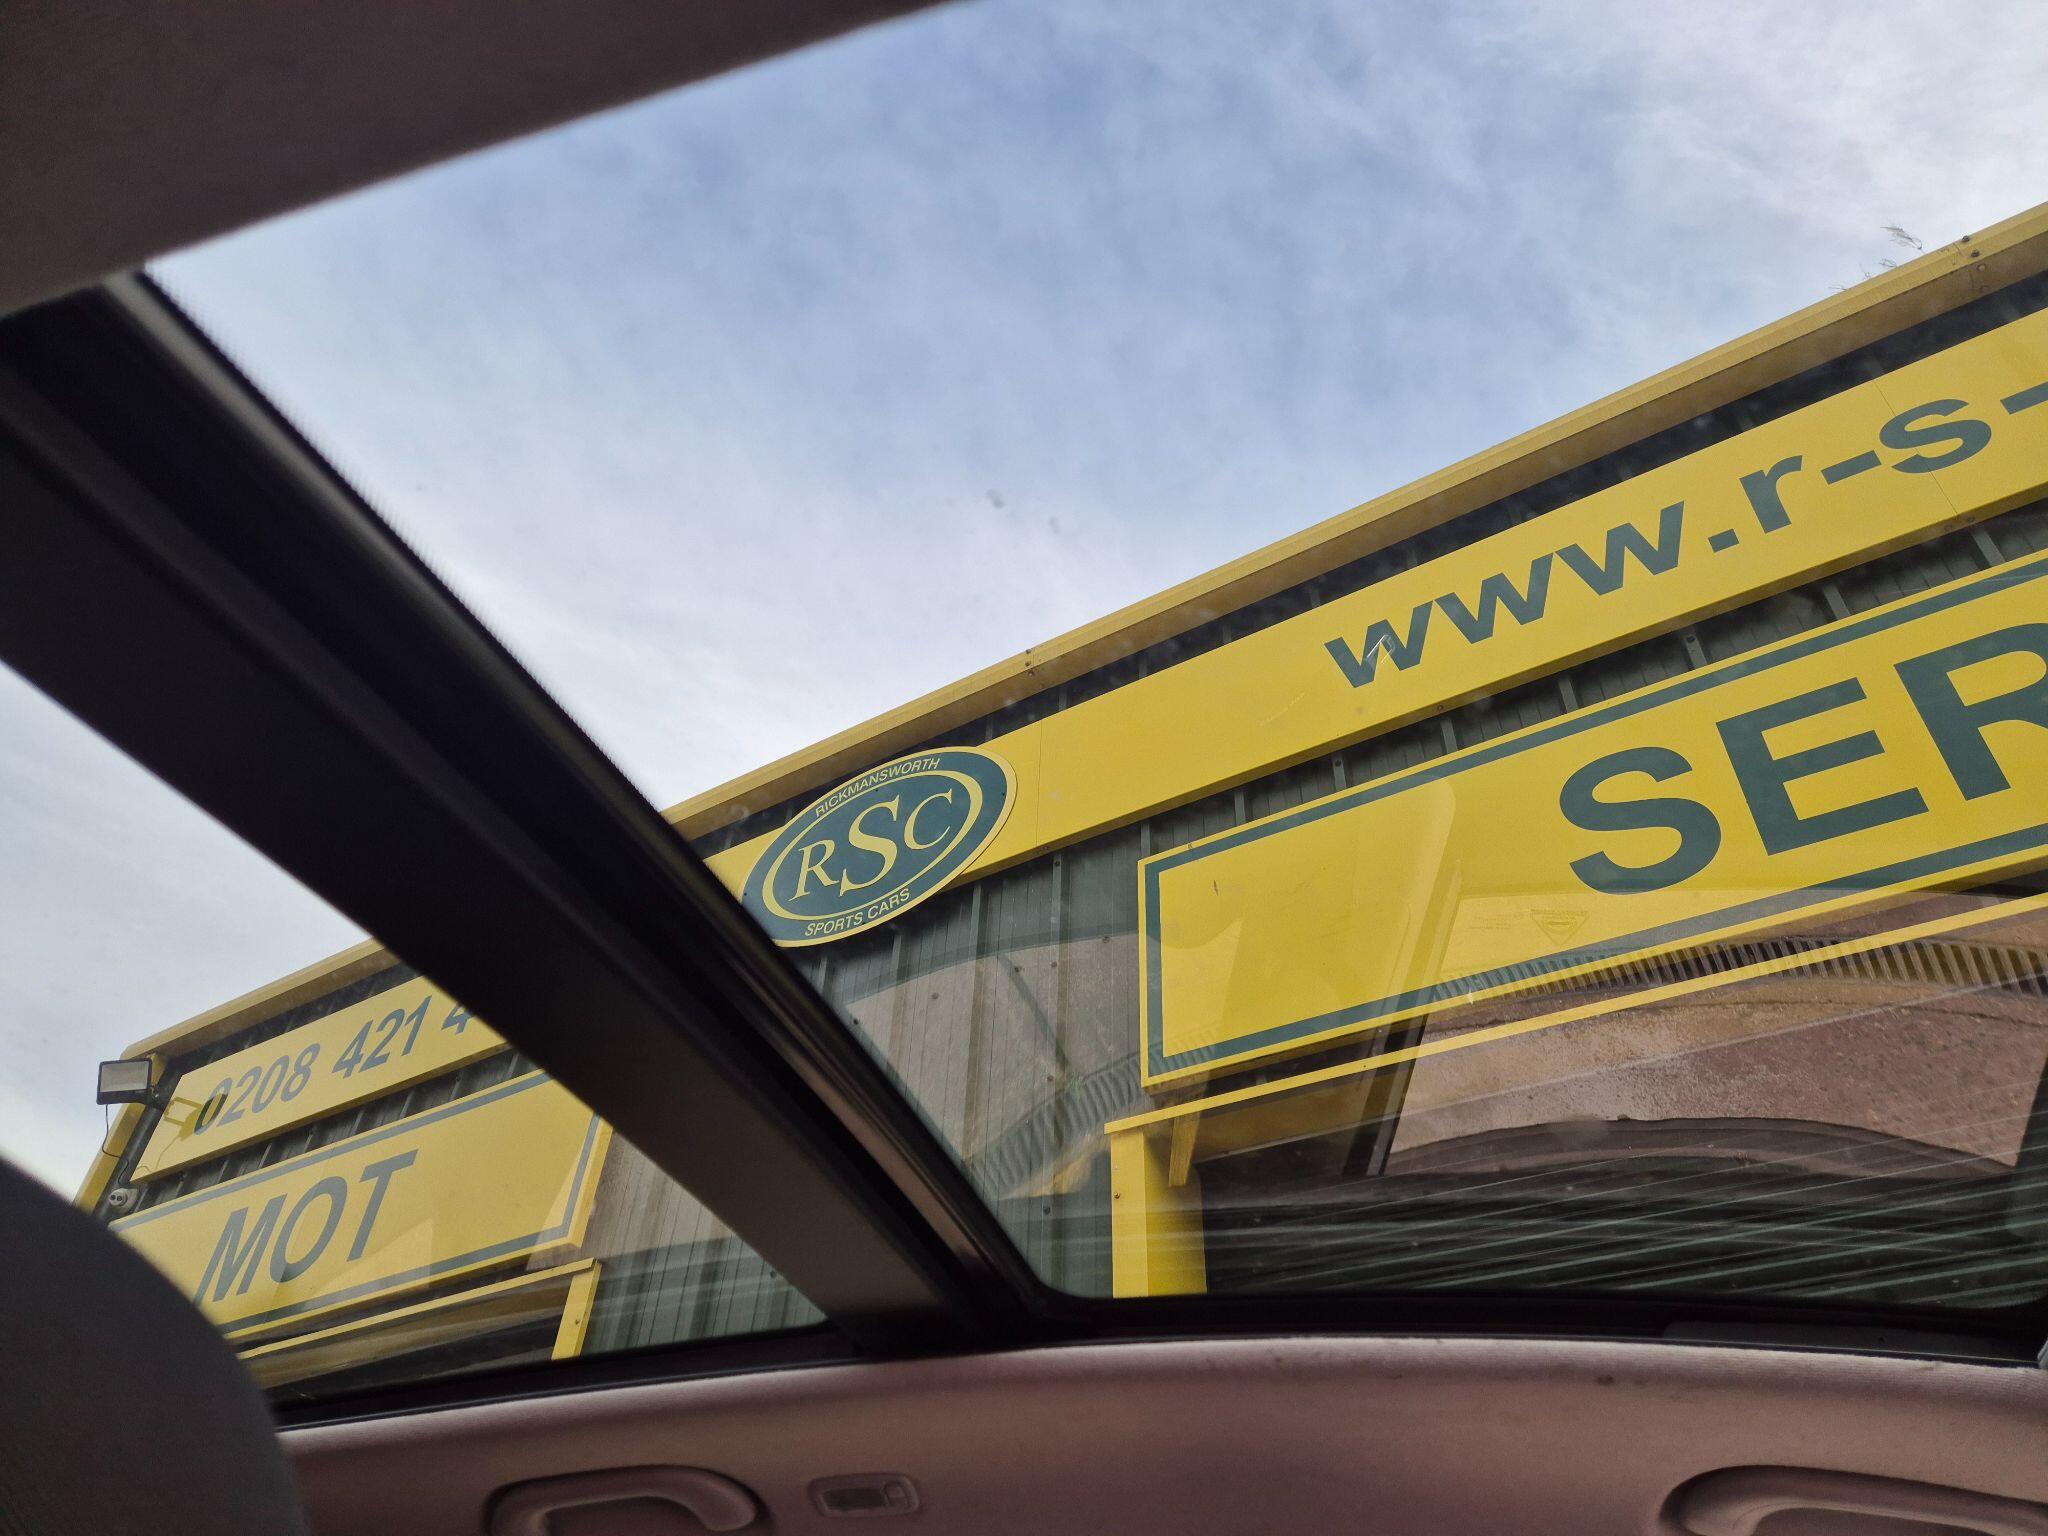 www.r-s-
RICKMANSWORTH
RSC
SPORTS CARS
SER
0208 421 4
MOT